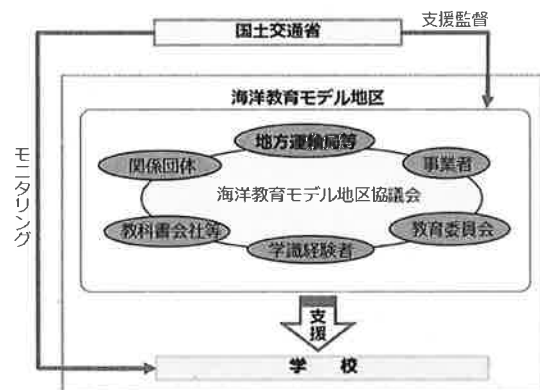 国土交通省
支援監督
海洋教育モデル地区
地方運輸局等
関係団体
事業者
海洋教育モデル地区協議会
教科書会社等
教育委員会
学識経験者
モニタリング
支援
学　校